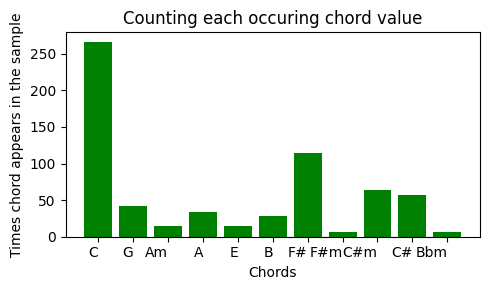 Counting each occuring chord value
Times chord appears in the sample
250
200
150
100
50
0
C G Am A E B F# F#m C#m C# Bbm
Chords